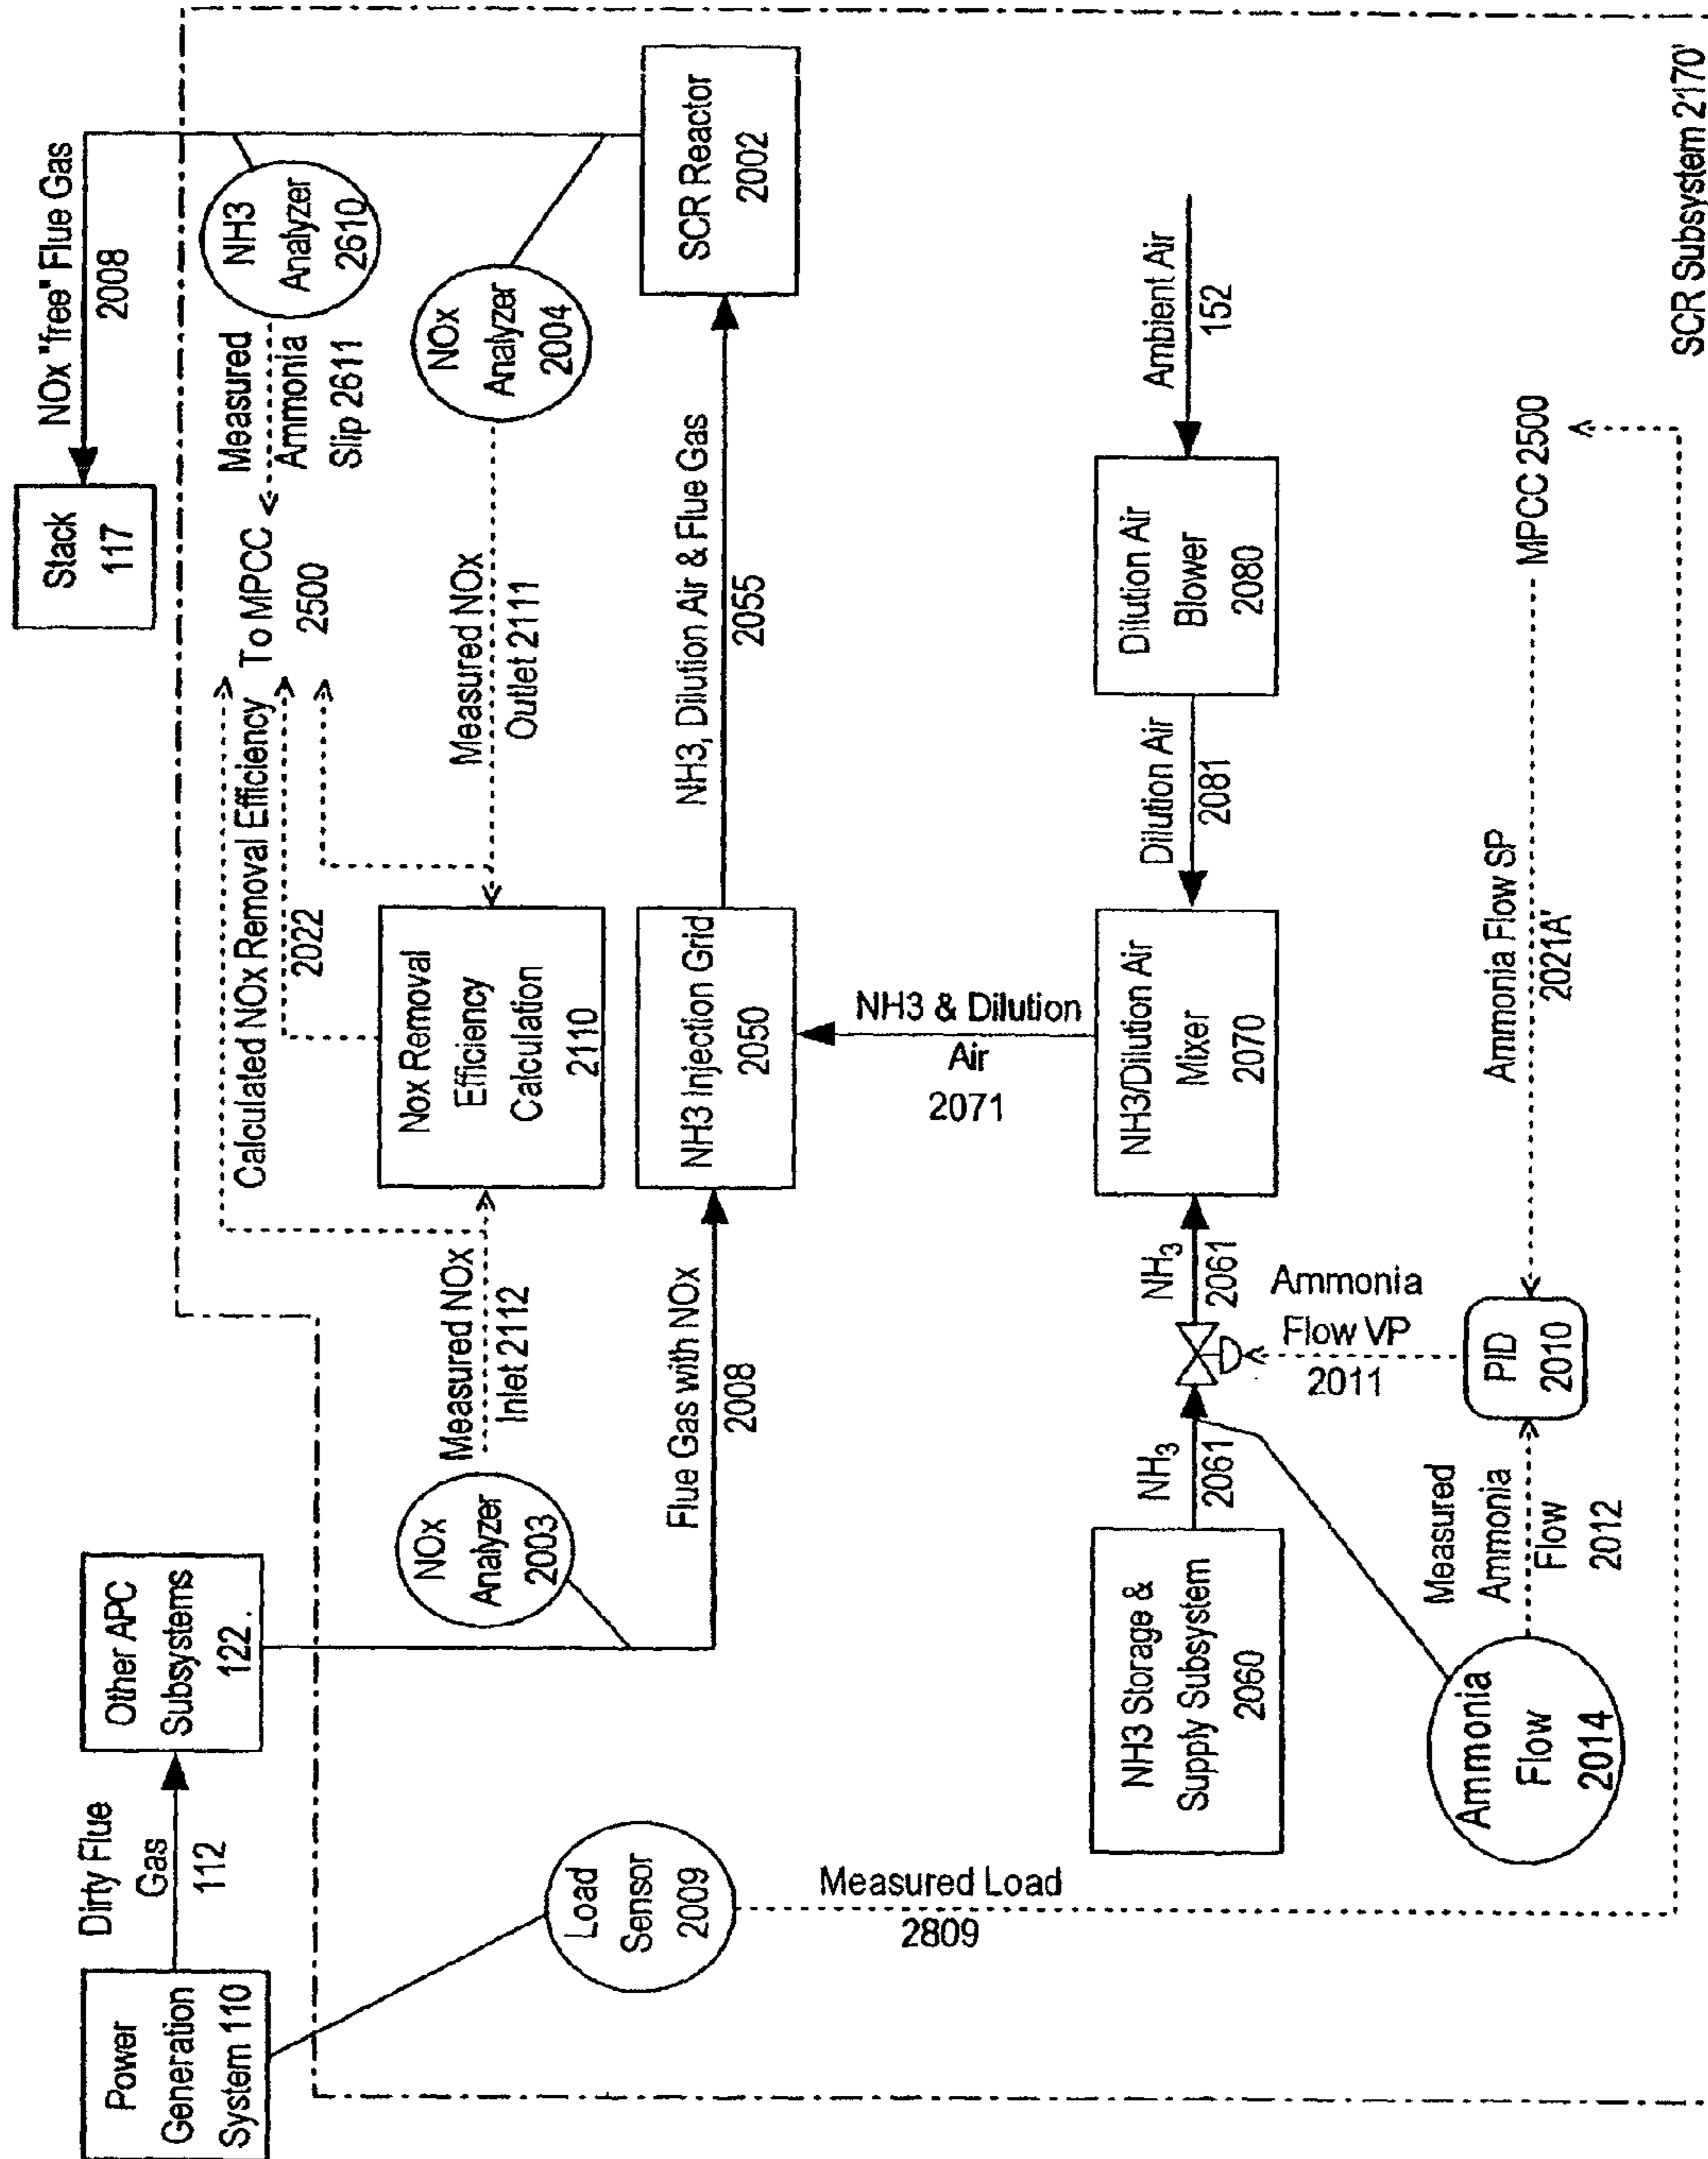 Power
Generation
System 110
Dirty Flue
Gas
112
Other APC
Subsystems
122.
Stack
117
NOx "free" Flue Gas
2008
Load
Sensor
2009
Measured Load
2809
NOx
Analyzer
2003
Measured NOx
Inlet 2112
Calculated NOx Removal Efficiency
2022
To MPCC
2500
Measured
Ammonia
Slip 2611
NH3
Analyzer
2610
Nox Removal
Efficiency
Calculation
2110
Measured NOx
Outlet 2111
NOx
Analyzer
2004
Flue Gas with NOx
2008
NH3 Injection Grid
2050
NH3, Dilution Air & Flue Gas
2055
SCR Reactor
2002
NH3 & Dilution
Air
2071
NH3 Storage &
Supply Subsystem
2060
NH₃
2061
NH₃
2061
NH3/Dilution Air
Mixer
2070
Dilution Air
2081
Dilution Air
Blower
2080
Ambient Air
152
Ammonia
Flow VP
2011
Ammonia
Flow
2014
Measured
Ammonia
Flow
2012
PID
2010
Ammonia Flow SP
2021A'
MPCC 2500
SCR Subsystem 2170'